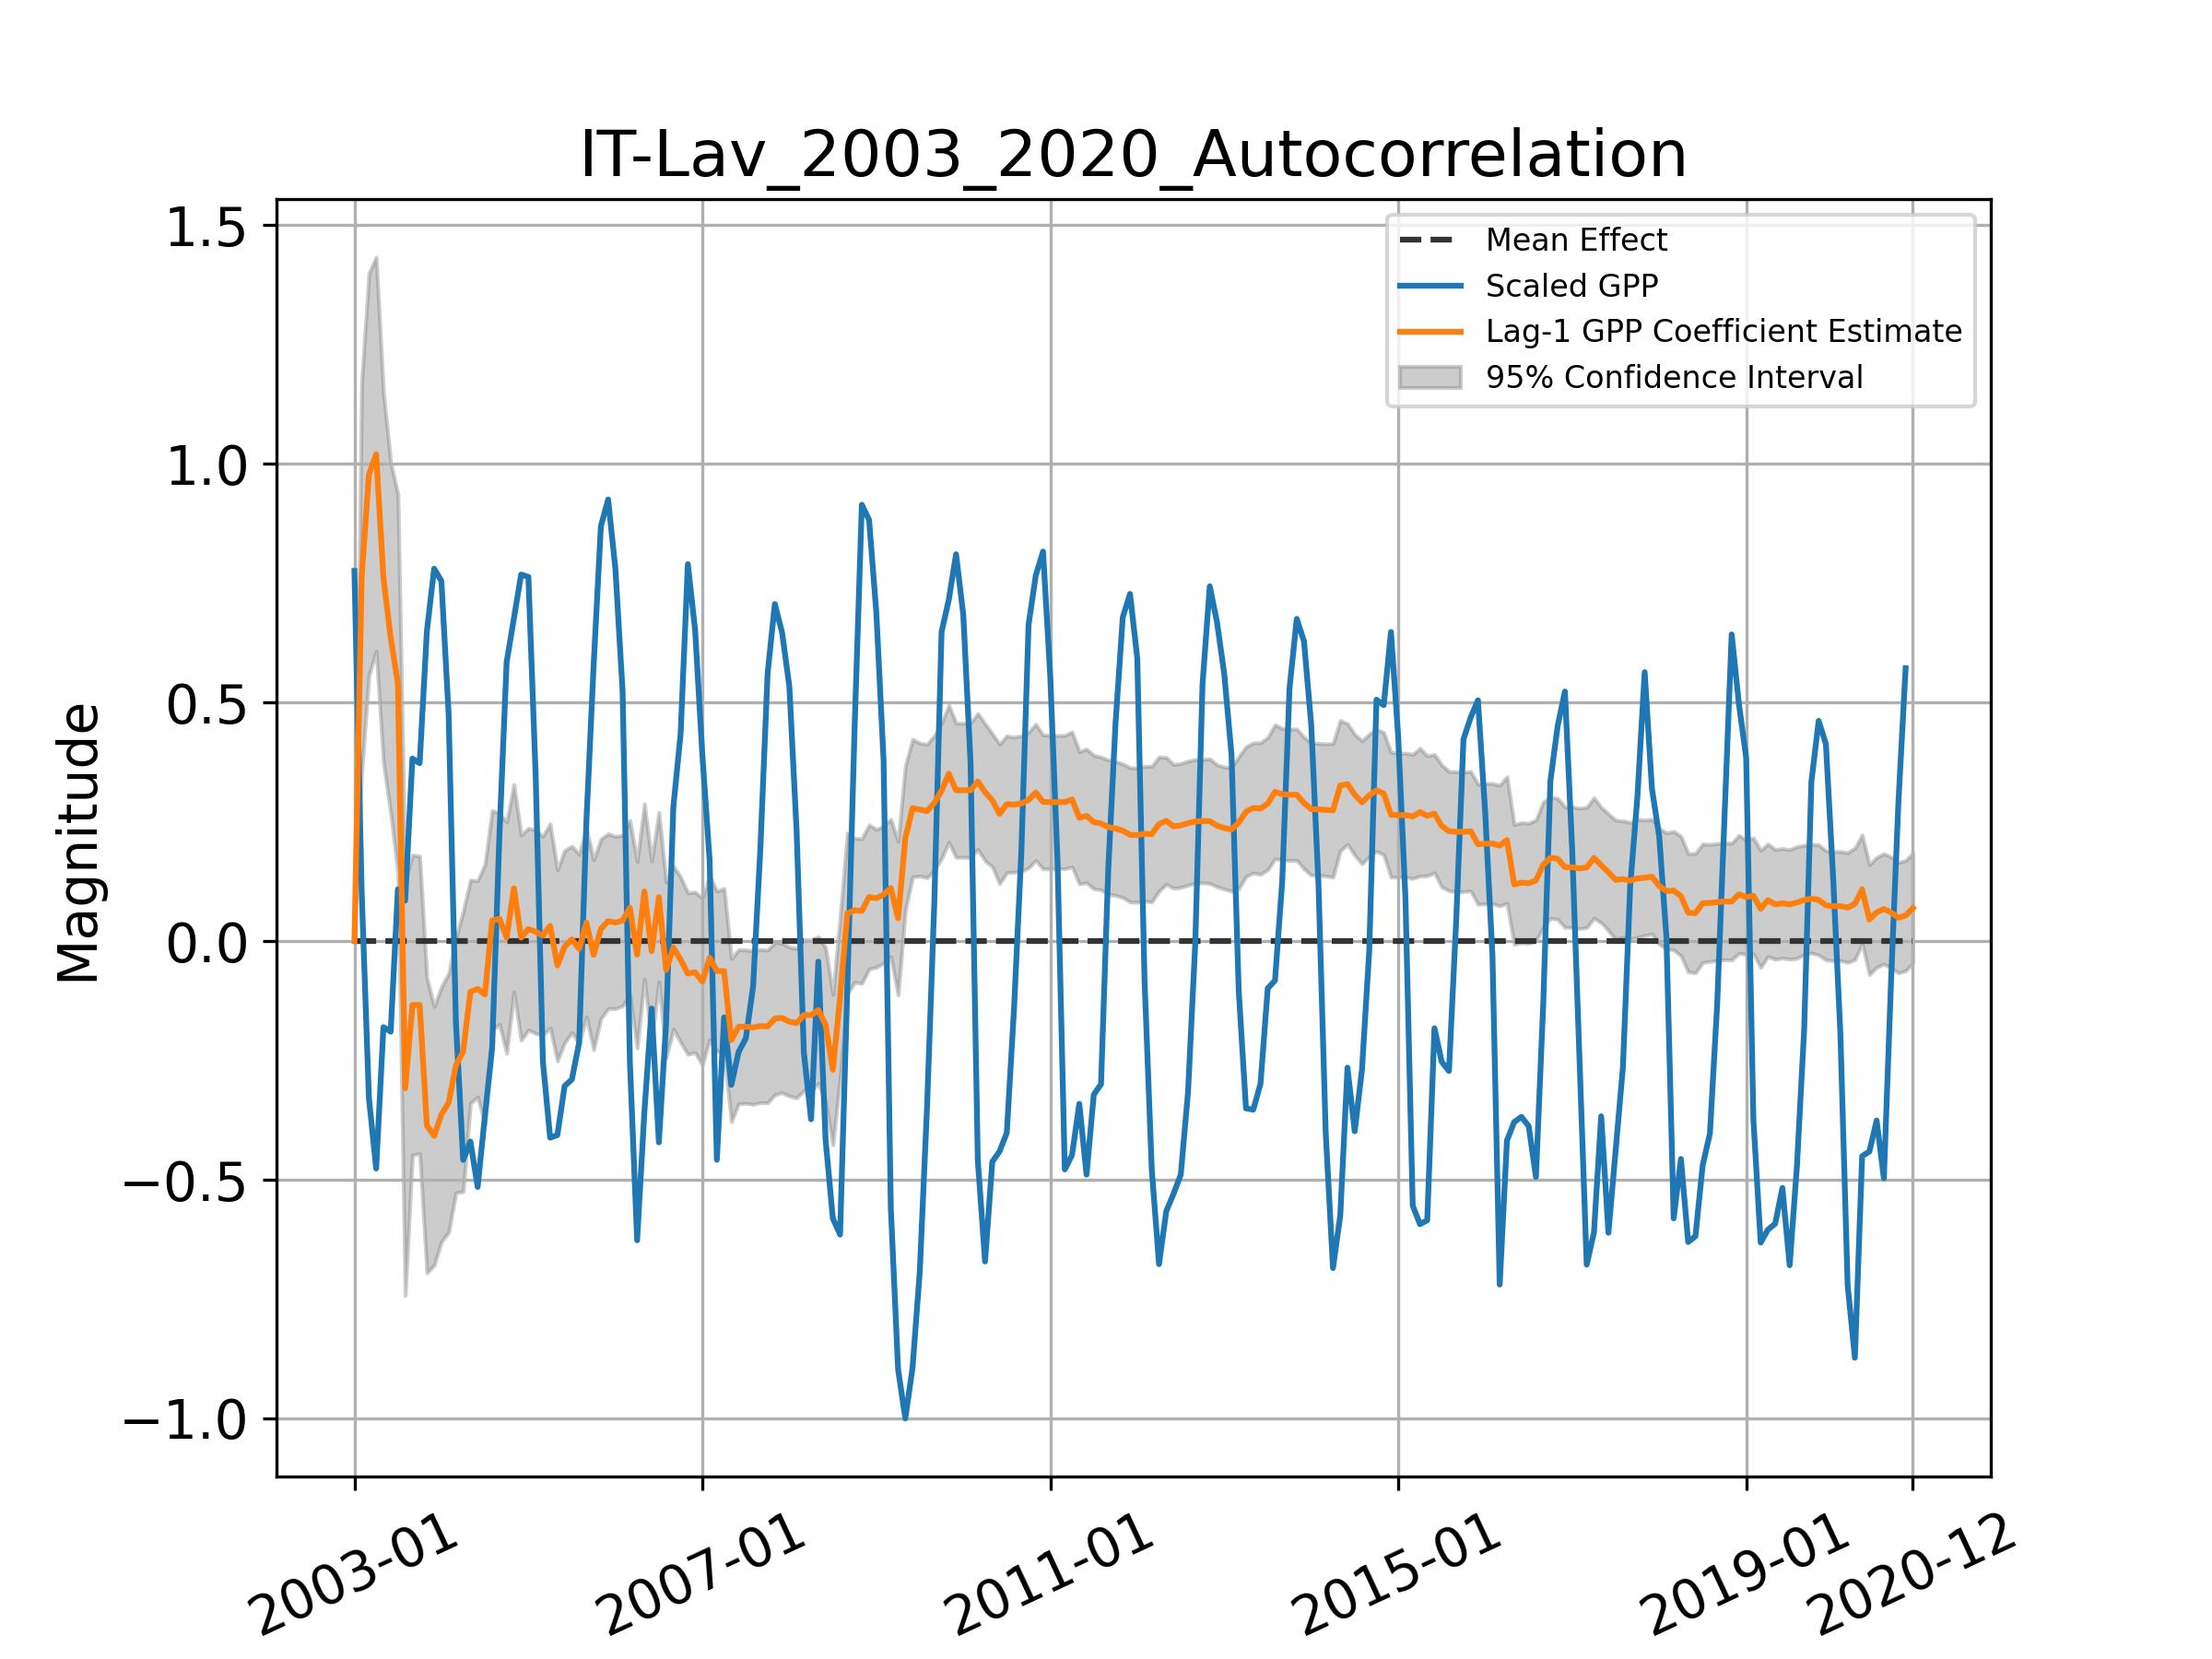 IT-Lav_2003_2020_Autocorrelation
1.5
1.0
0.5
0.0
−0.5
−1.0
Magnitude
Mean Effect
Scaled GPP
Lag-1 GPP Coefficient Estimate
95% Confidence Interval
2003-01
2007-01
2011-01
2015-01
2019-01
2020-12